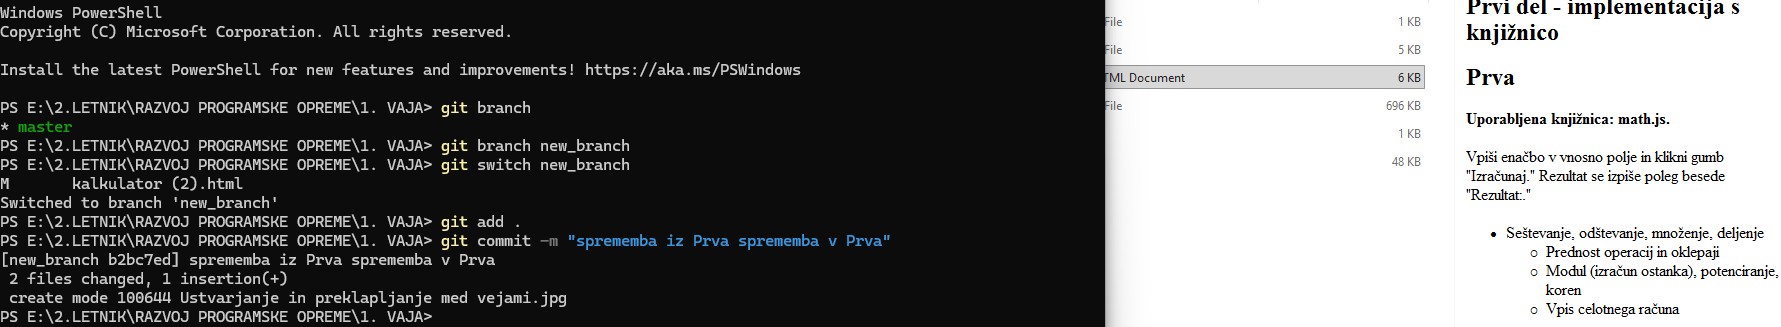 Windows PowerShell
Copyright (C) Microsoft Corporation. All rights reserved.
Install the latest PowerShell for new features and improvements! https://aka.ms/PSWindows
PS E:\2.LETNIK\RAZVOJ PROGRAMSKE OPREME\1. VAJA> git branch
* master
PS E:\2.LETNIK\RAZVOJ PROGRAMSKE OPREME\1. VAJA> git branch new_branch
PS E:\2.LETNIK\RAZVOJ PROGRAMSKE OPREME\1. VAJA> git switch new_branch
M       kalkulator (2).html
Switched to branch 'new_branch'
PS E:\2.LETNIK\RAZVOJ PROGRAMSKE OPREME\1. VAJA> git add .
PS E:\2.LETNIK\RAZVOJ PROGRAMSKE OPREME\1. VAJA> git commit -m "sprememba iz Prva sprememba v Prva"
[new_branch b2bc7ed] sprememba iz Prva sprememba v Prva
 2 files changed, 1 insertion(+)
 create mode 100644 Ustvarjanje in preklapljanje med vejami.jpg
PS E:\2.LETNIK\RAZVOJ PROGRAMSKE OPREME\1. VAJA>
File 1 KB
File 5 KB
TML Document 6 KB
File 696 KB
1 KB
48 KB
Prvi del - implementacija s
knjižnico
Prva
Uporabljena knjižnica: math.js.
Vpiši enačbo v vnosno polje in klikni gumb
"Izračunaj." Rezultat se izpiše poleg besede
"Rezultat:."
• Seštevanje, odštevanje, množenje, deljenje
○ Prednost operacij in oklepaji
○ Modul (izračun ostanka), potenciranje,
koren
○ Vpis celotnega računa